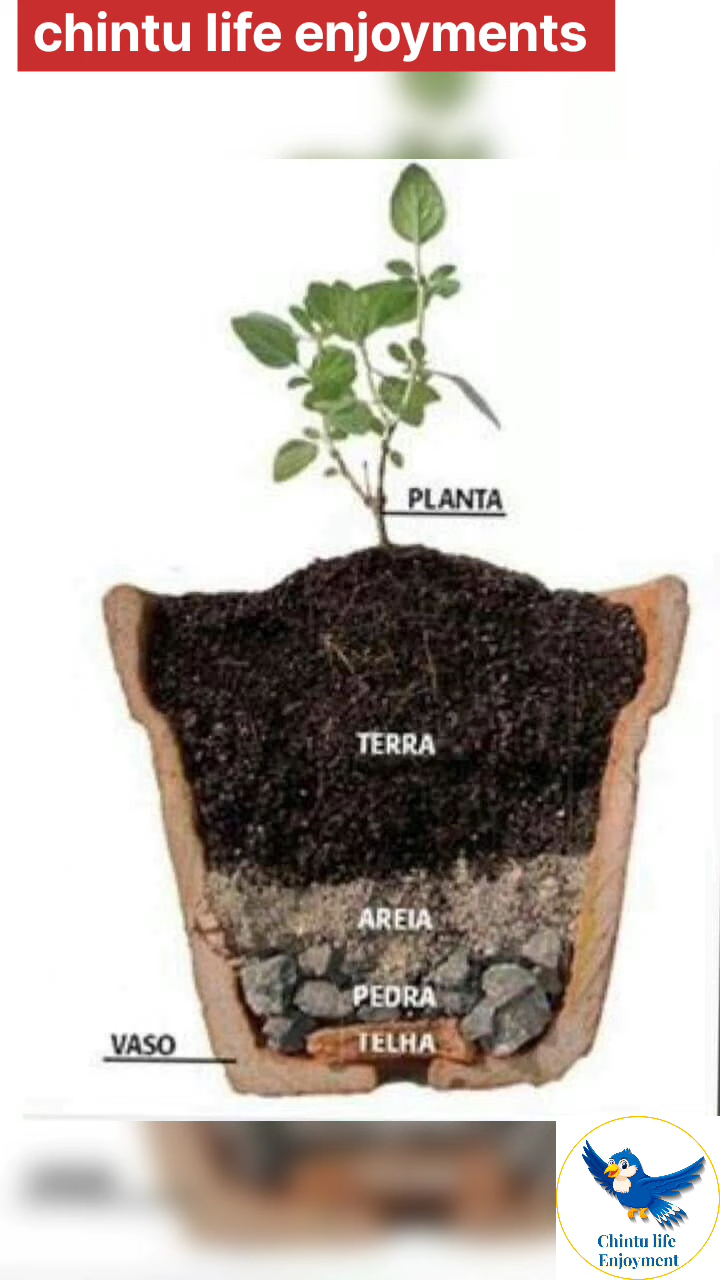 chintu life enjoyments
PLANTA
TERRA
AREIA
PEDRA
TELHA
VASO
Chintu life
Enjoyment